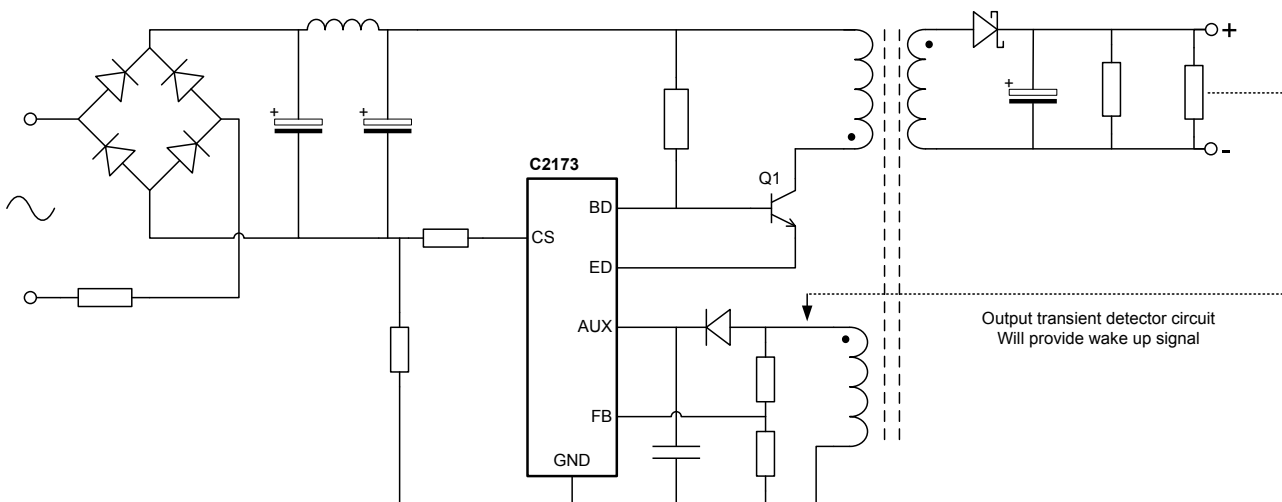 +
+
+
+
-
C2173
Q1
BD
CS
ED
AUX
FB
GND
Output transient detector circuit
Will provide wake up signal